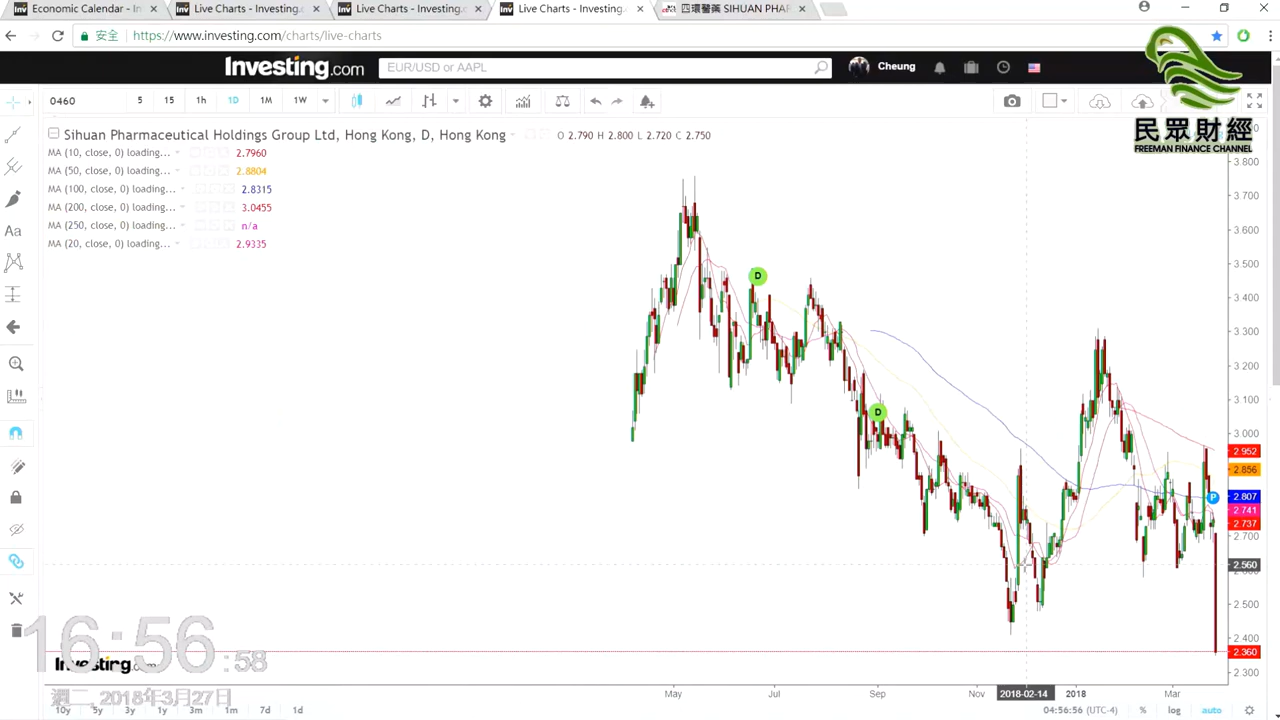 Economic Calendar - In
Live Charts - Investing.c
Live Charts - Investing.c
Live Charts - Investing.
四環醫藥 SIHUAN PHAR
安全 https://www.investing.com/charts/live-charts
Investing.com
EUR/USD or AAPL
Cheung
民眾財經
FREEMAN FINANCE CHANNEL
0460 5 15 1h 1D 1M 1W
Sihuan Pharmaceutical Holdings Group Ltd, Hong Kong, D, Hong Kong O 2.790 H 2.800 L 2.720 C 2.750
MA (10, close, 0) loading... 2.7960
MA (50, close, 0) loading... 2.8804
MA (100, close, 0) loading... 2.8315
MA (200, close, 0) loading... 3.0455
MA (250, close, 0) loading... n/a
MA (20, close, 0) loading... 2.9335
Aa
D
D
P
3.800
3.700
3.600
3.500
3.400
3.300
3.200
3.100
3.000
2.952
2.856
2.807
2.741
2.737
2.700
2.560
2.500
2.400
2.360
2.300
16:56:58
Investing.com
週二, 2018年3月27日
May Jul Sep Nov 2018-02-14 2018 Mar
10y 5y 1y 3m 1m 7d 1d
04:56:56 (UTC-4) % log auto